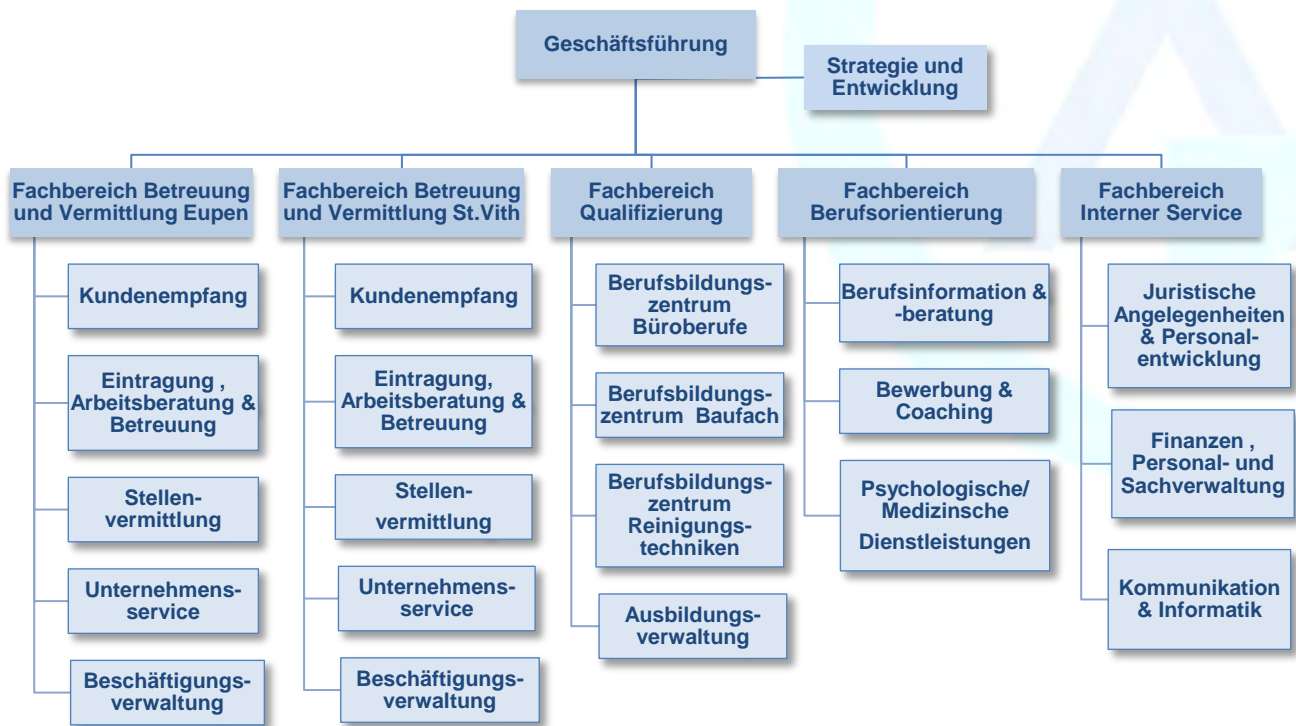 Geschäftsführung
Strategie und
Entwicklung
Fachbereich Betreuung
und Vermittlung Eupen
Kundenempfang
Eintragung ,
Arbeitsberatung &
Betreuung
Stellen-
vermittlung
Unternehmens-
service
Beschäftigungs-
verwaltung
Fachbereich Betreuung
und Vermittlung St.Vith
Kundenempfang
Eintragung,
Arbeitsberatung &
Betreuung
Stellen-
vermittlung
Unternehmens-
service
Beschäftigungs-
verwaltung
Fachbereich
Qualifizierung
Berufsbildungs-
zentrum
Büroberufe
Berufsbildungs-
zentrum Baufach
Berufsbildungs-
zentrum
Reinigungs-
techniken
Ausbildungs-
verwaltung
Fachbereich
Berufsorientierung
Berufsinformation &
-beratung
Bewerbung &
Coaching
Psychologische/
Medizinsche
Dienstleistungen
Fachbereich
Interner Service
Juristische
Angelegenheiten
& Personal-
entwicklung
Finanzen ,
Personal- und
Sachverwaltung
Kommunikation
& Informatik